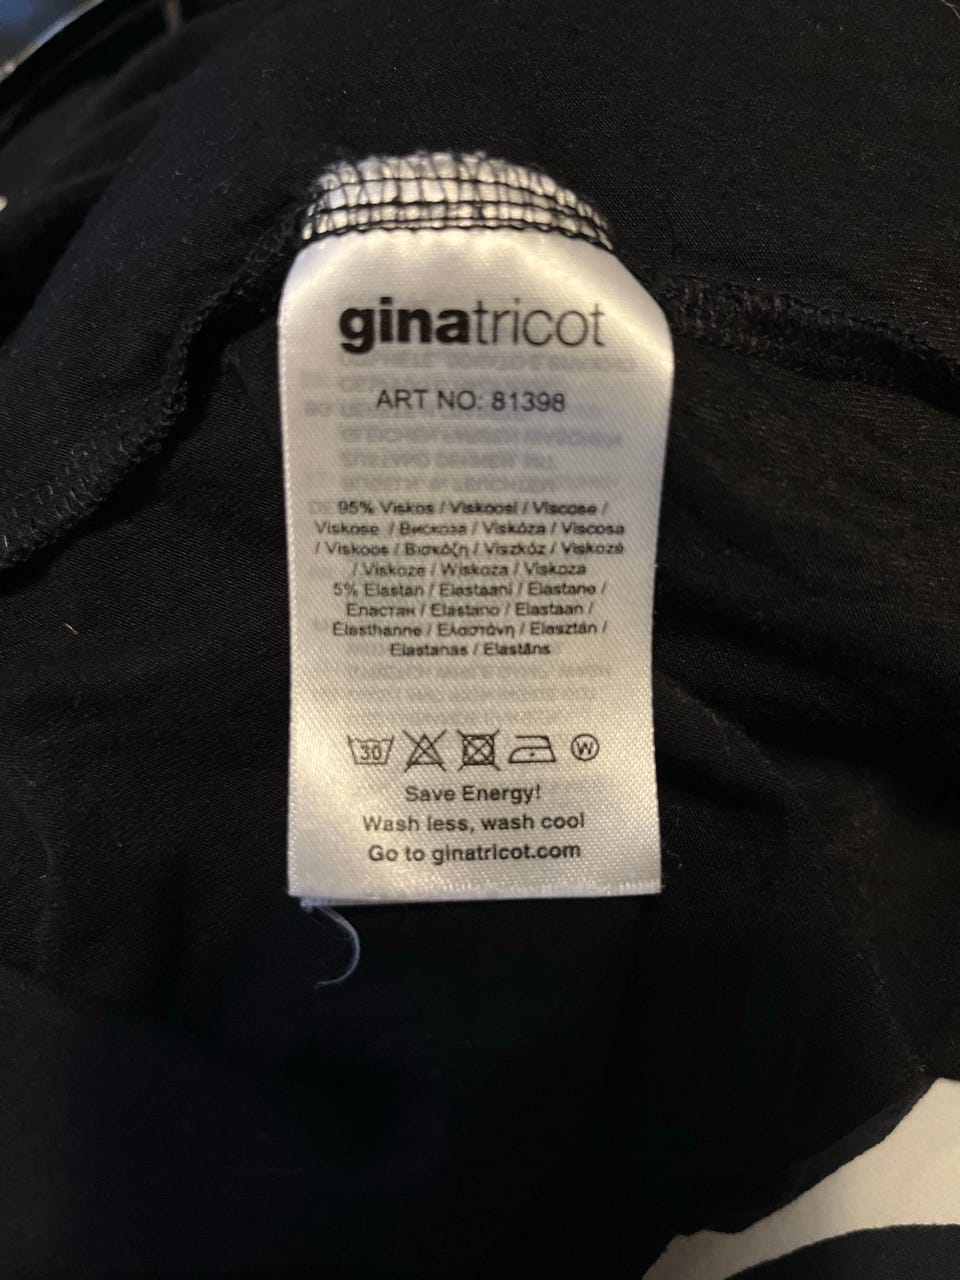 ginatricot
ART NO: 81398
95% Viskos / Viskoosi / Viscose /
Viskose / Вискоза / Viskóza / Viscosa
/ Viskoos / Βισκόζη / Viszkóz / Viskozė
/ Viskoze / Wiskoza / Viskoza
5% Elastan / Elastaani / Elastane /
Еластан / Elastano / Elastaan /
Élasthanne / Ελαστάνη / Elasztán /
Elastanas / Elastāns
30
W
Save Energy!
Wash less, wash cool
Go to ginatricot.com